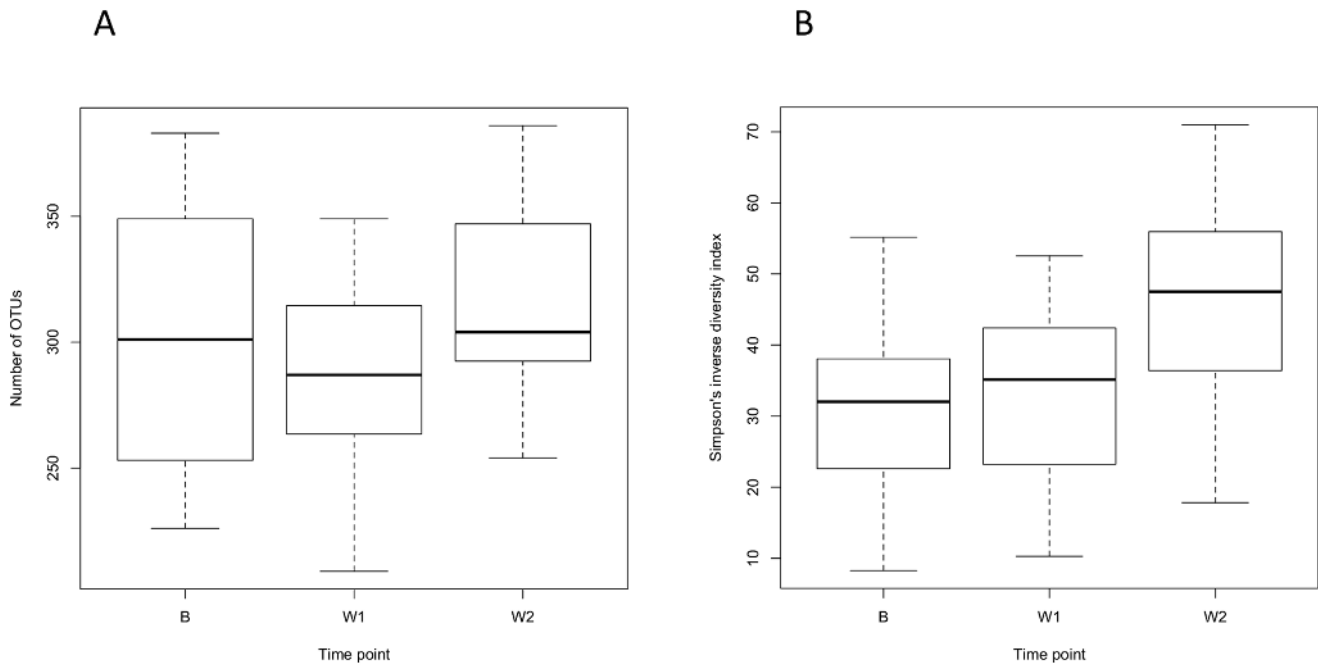 A
Number of OTUs
350
300
250
B
W1
W2
Time point
B
Simpson's inverse diversity index
70
60
50
40
30
20
10
B
W1
W2
Time point